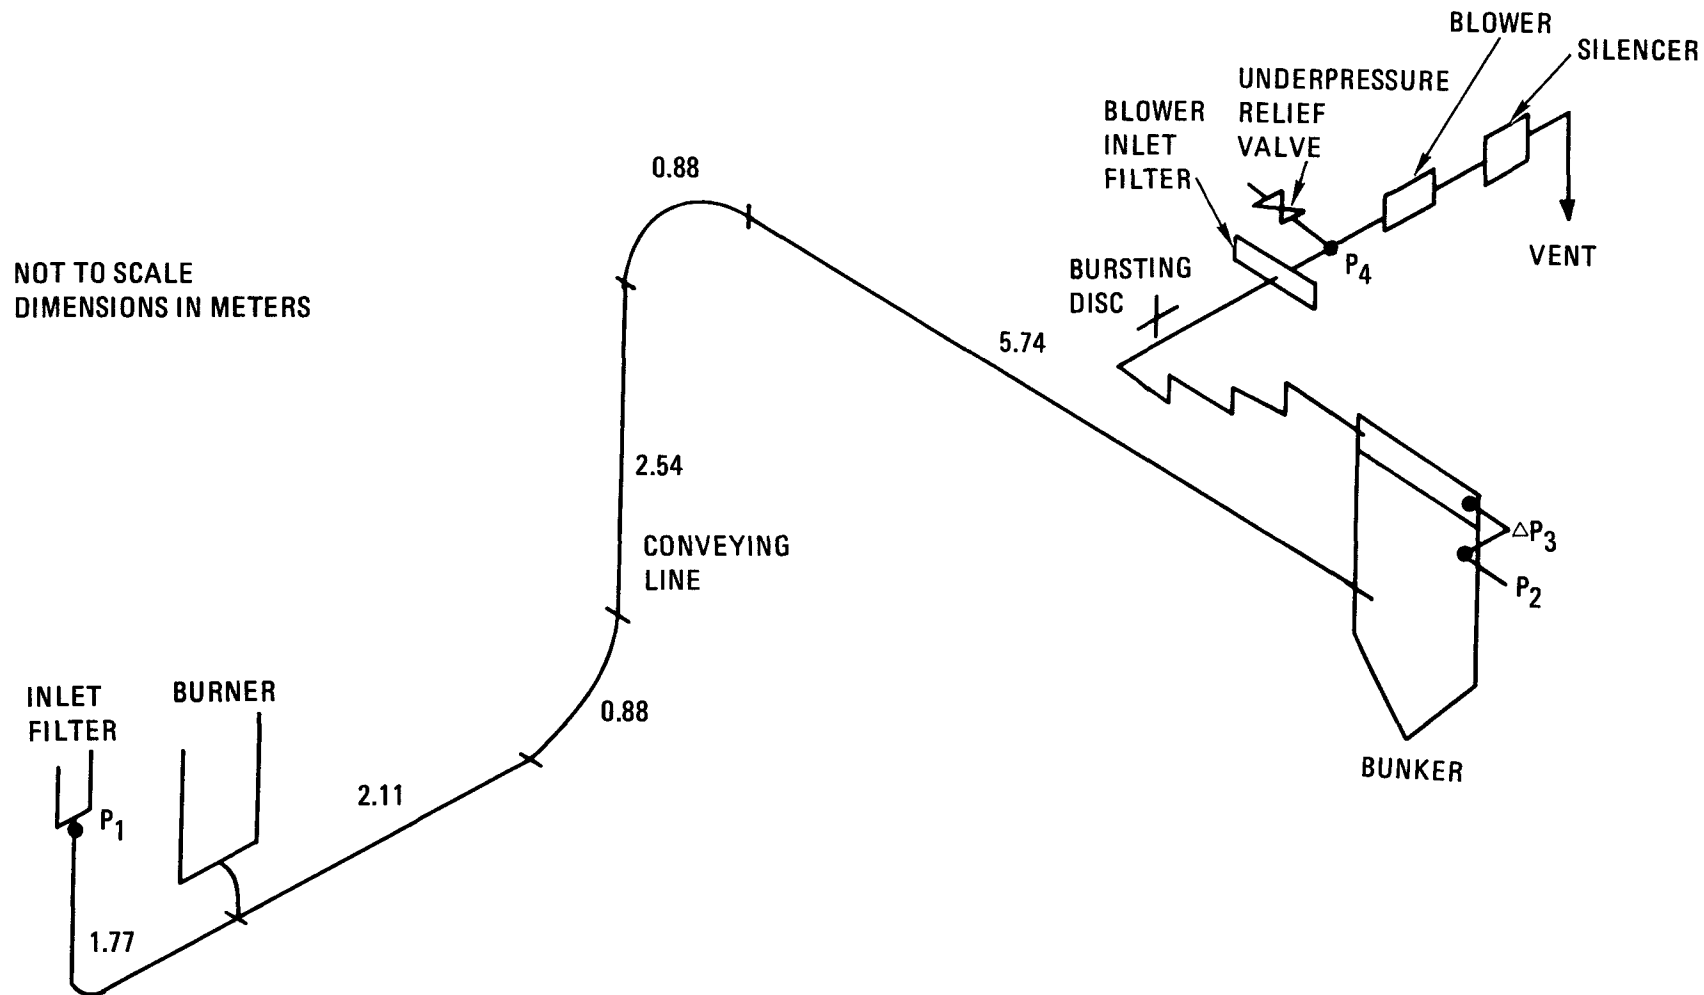 BLOWER
SILENCER
UNDERPRESSURE
RELIEF
VALVE
BLOWER
INLET
FILTER
0.88
P4
VENT
NOT TO SCALE
DIMENSIONS IN METERS
BURSTING
DISC
5.74
2.54
CONVEYING
LINE
△P3
P2
INLET
FILTER
BURNER
0.88
BUNKER
P1
2.11
1.77